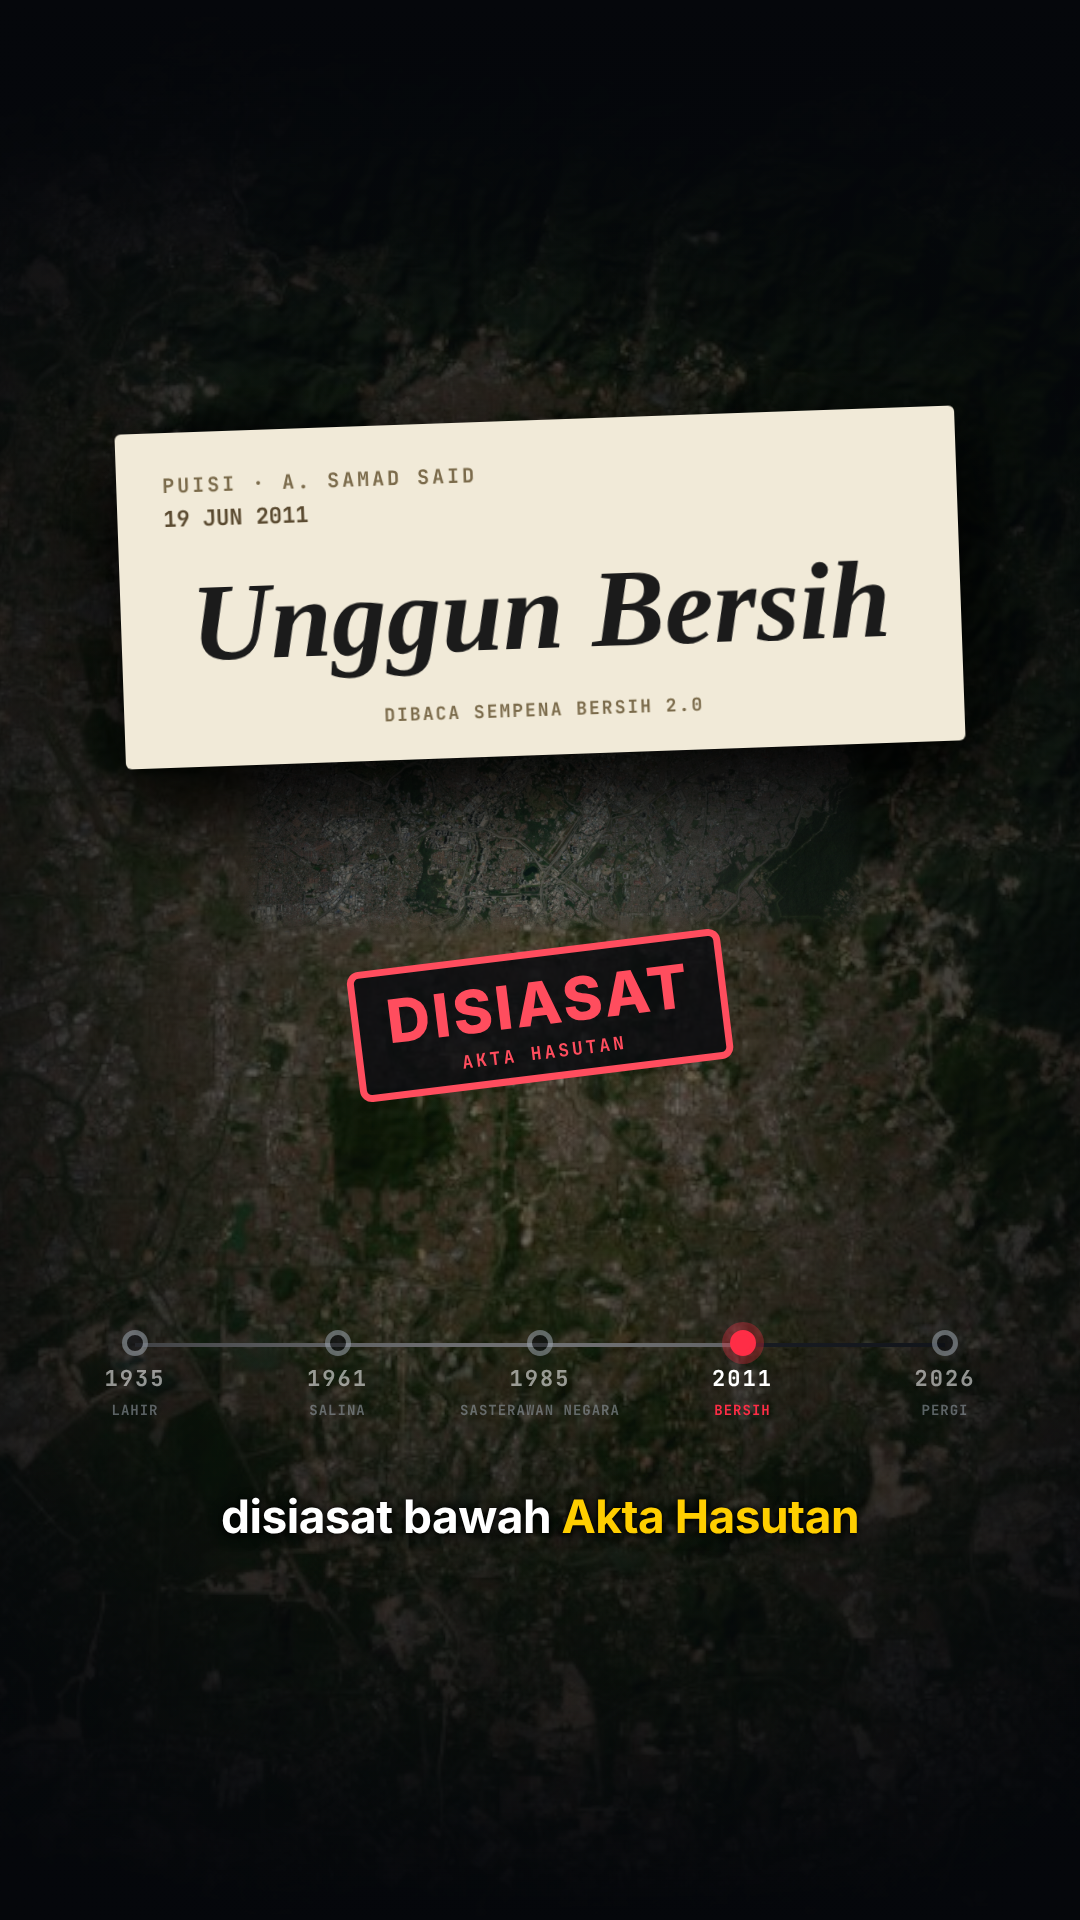 PUISI · A. SAMAD SAID
19 JUN 2011
Unggun Bersih
DIBACA SEMPENA BERSIH 2.0
DISIASAT
AKTA HASUTAN
1935 1961 1985 2011 2026
LAHIR SALINA SASTERAWAN NEGARA BERSIH PERGI
disiasat bawah Akta Hasutan